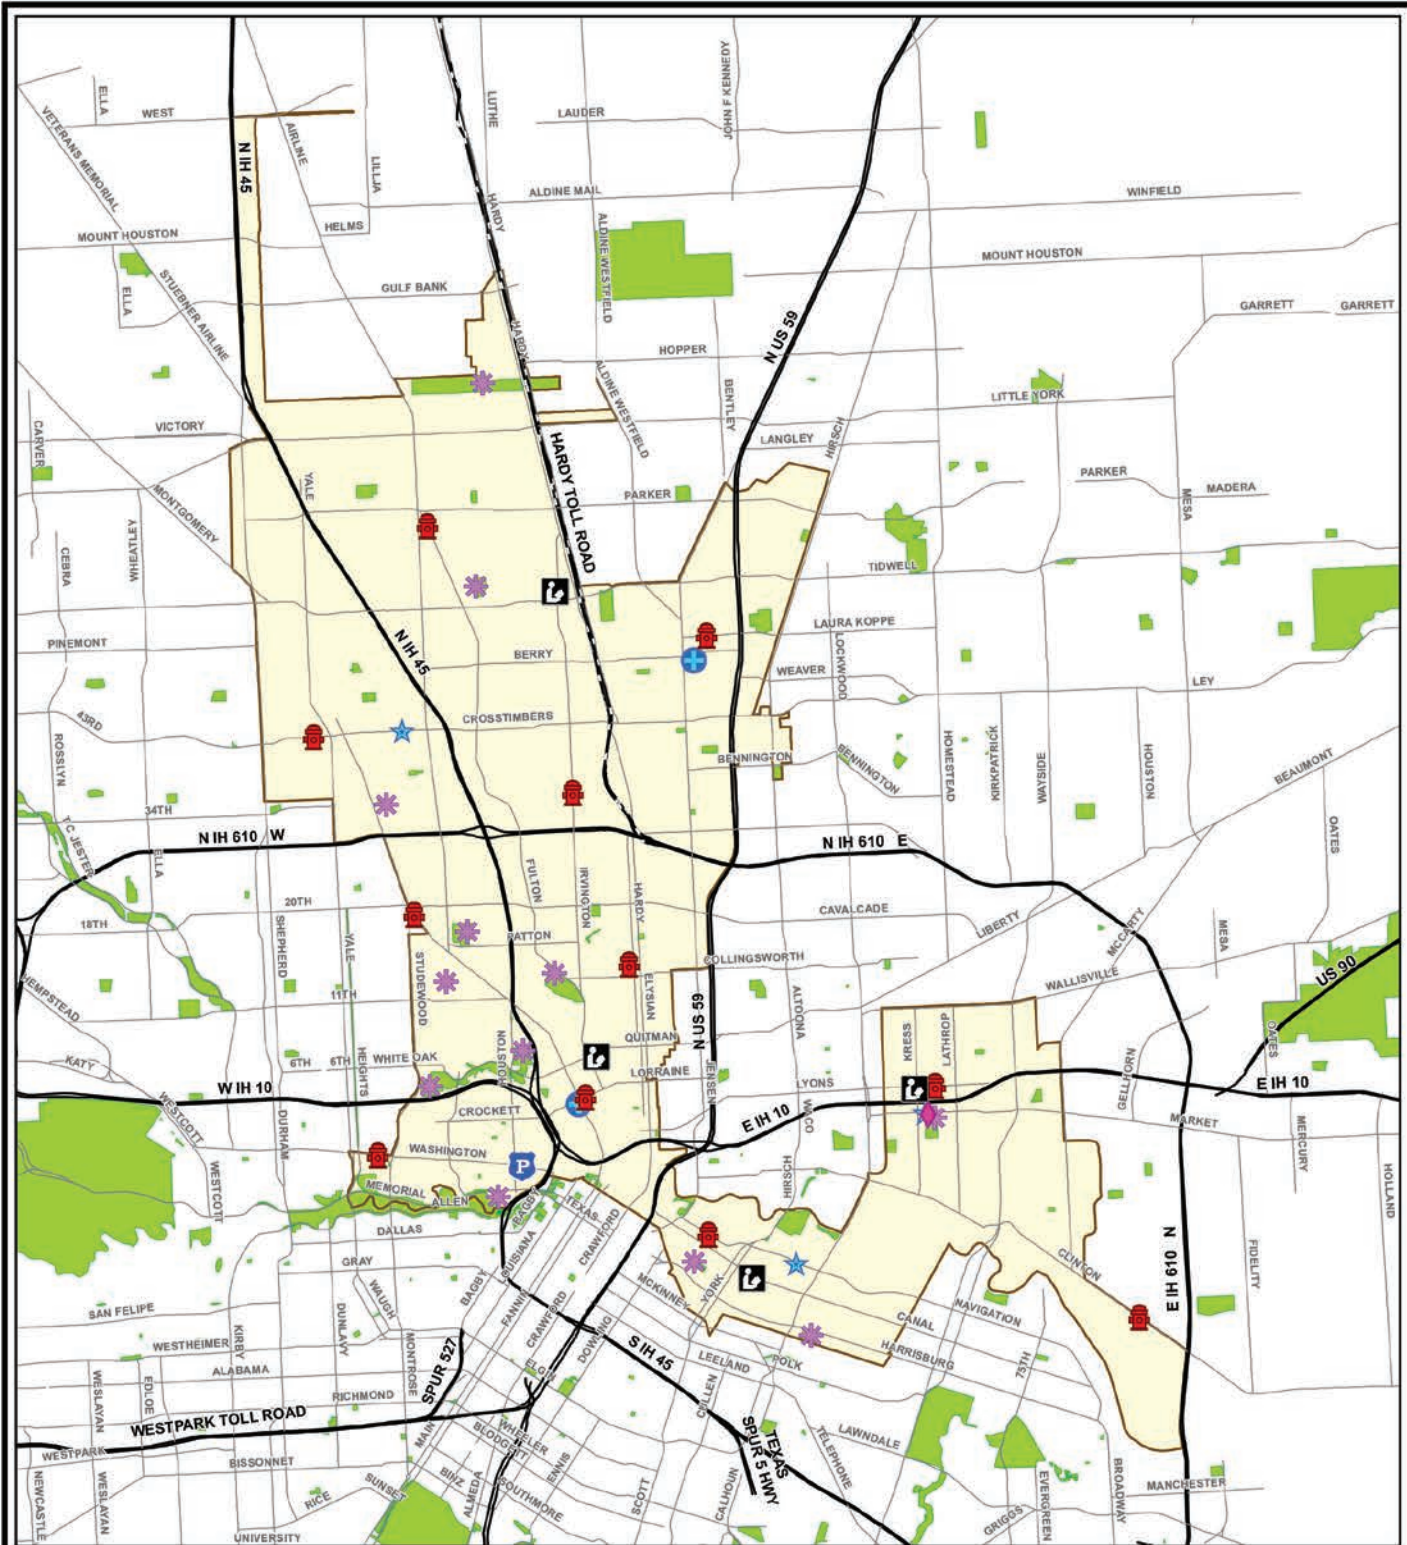 ELLA
WEST
VETERANS MEMORIAL
N IH 45
AIRLINE
LILLJA
LUTHE
LAUDER
JOHN F KENNEDY
ALDINE MAIL
WINFIELD
HARDY
MOUNT HOUSTON
HELMS
ALDINE WESTFIELD
MOUNT HOUSTON
ELLA
STUEBNER AIRLINE
GULF BANK
GARRETT
GARRETT
HARDY
N US 59
HOPPER
ALDINE WESTFIELD
BENTLEY
LITTLE YORK
CARVER
VICTORY
LANGLEY
HIRSCH
HARDY TOLL ROAD
YALE
PARKER
PARKER
MADERA
MESA
MONTGOMERY
WHEATLEY
CEBRA
TIDWELL
PINEMONT
N IH 45
BERRY
LAURA KOPPE
LOCKWOOD
WEAVER
LEY
43RD
CROSSTIMBERS
ROSSLYN
BENNINGTON
BENNINGTON
HOMESTEAD
KIRKPATRICK
WAYSIDE
HOUSTON
BEAUMONT
34TH
T C JESTER
N IH 610 W
N IH 610 E
ELLA
OATES
FULTON
IRVINGTON
HARDY
20TH
18TH
SHEPHERD
YALE
CAVALCADE
LIBERTY
MCCARTY
MESA
PATTON
STUDEWOOD
COLLINGSWORTH
WALLISVILLE
US 90
HEMPSTEAD
11TH
ELYSIAN
N US 59
ALTOONA
KRESS
LATHROP
OATES
QUITMAN
KATY
6TH
6TH
WHITE OAK
HEIGHTS
HOUSTON
LORRAINE
JENSEN
LYONS
GELLHORN
W IH 10
E IH 10
WESTCOTT
DURHAM
CROCKETT
E IH 10
WACO
MARKET
MERCURY
WASHINGTON
P
WESTCOTT
HIRSCH
HOLLAND
MEMORIAL
ALLEN
BAGBY
TEXAS
CRAWFORD
DALLAS
GRAY
LOUISIANA
CLINTON
FIDELITY
E IH 610 N
BAGBY
WAUGH
FANNIN
CRAWFORD
MCKINNEY
YORK
SAN FELIPE
DUNLAVY
NAVIGATION
CANAL
WESTHEIMER
KIRBY
MONTROSE
SPUR 527
DOWLING
S IH 45
HARRISBURG
ALABAMA
ELGIN
LEELAND
POLK
75TH
WESLAYAN
EDLOE
RICHMOND
CULLEN
WESTPARK TOLL ROAD
MAIN
WHEELER
BLODGETT
TEXAS
SPUR 5 HWY
TELEPHONE
LAWNDALE
WESTPARK
BISSONNET
ENNIS
BINZ
SUNSET
ALMEDA
SOUTHMORE
SCOTT
CALHOUN
EVERGREEN
BROADWAY
MANCHESTER
NEWCASTLE
WESLAYAN
RICE
GRIGGS
UNIVERSITY